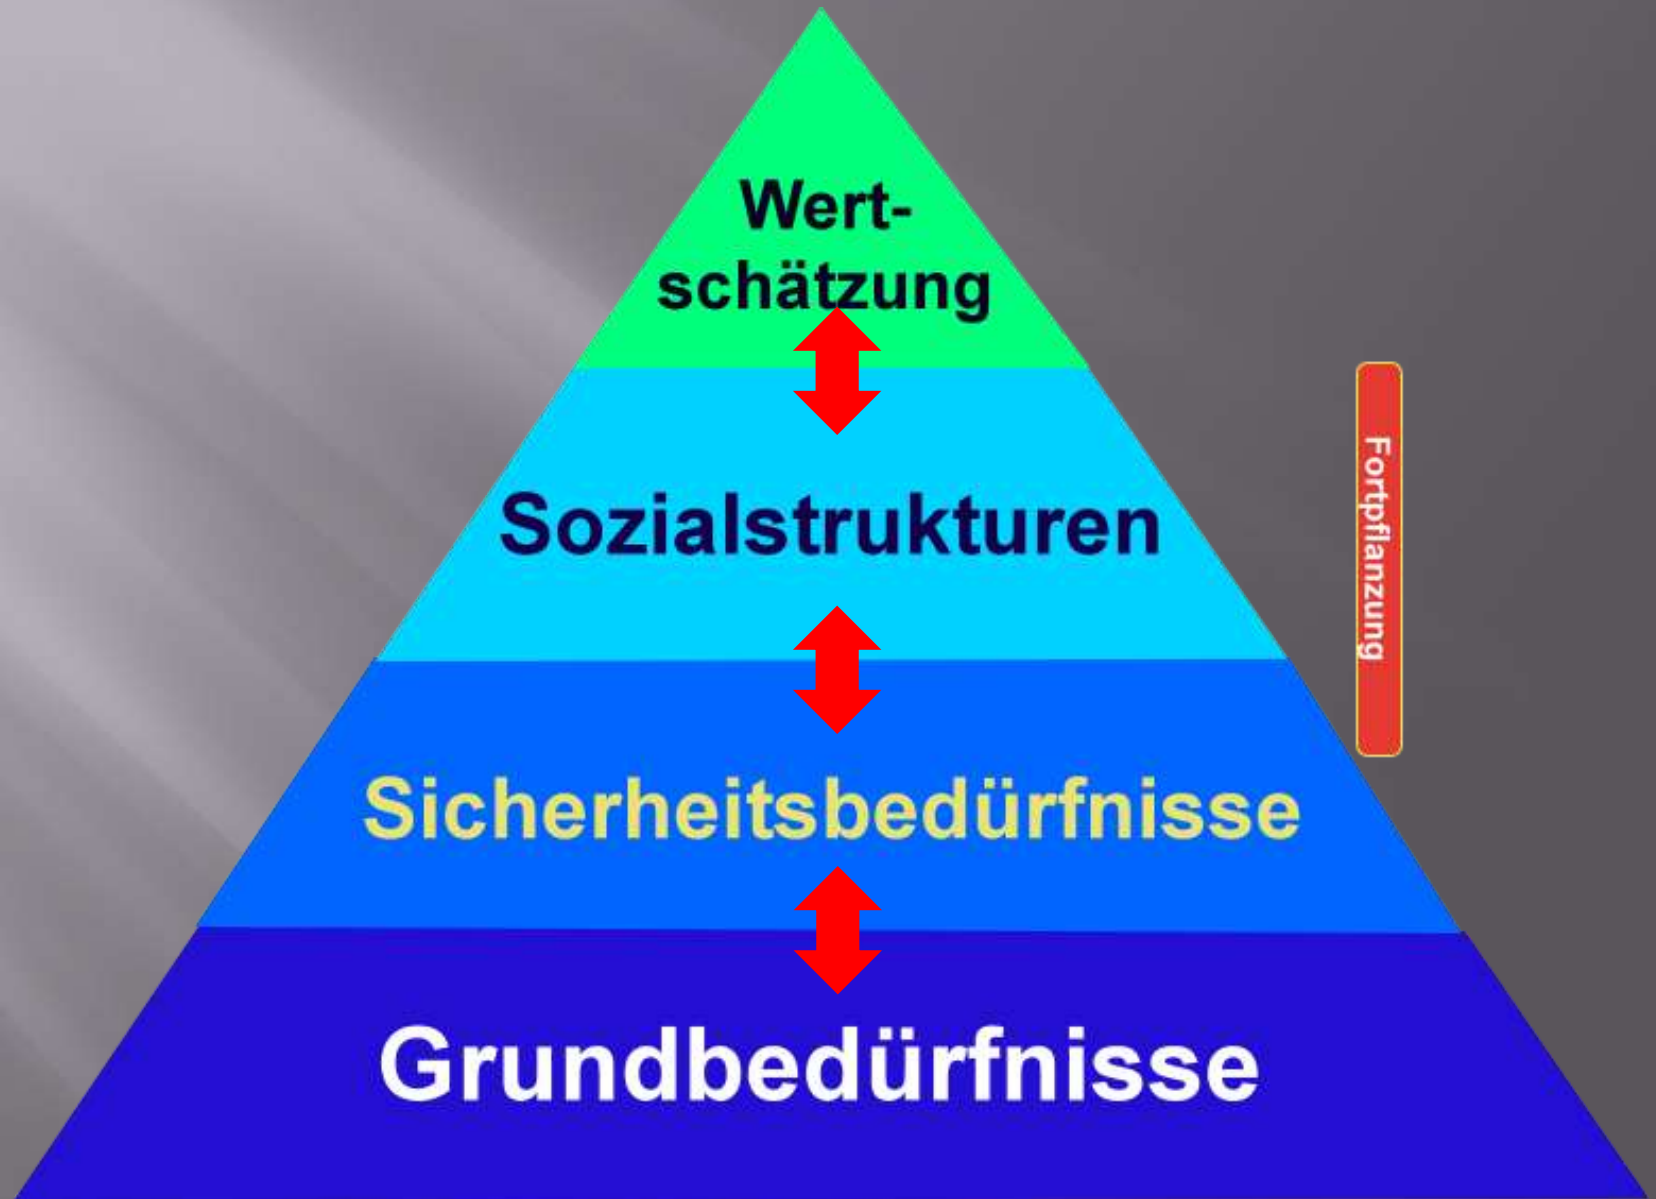 Wert-
schätzung
Sozialstrukturen
Sicherheitsbedürfnisse
Grundbedürfnisse
Fortpflanzung